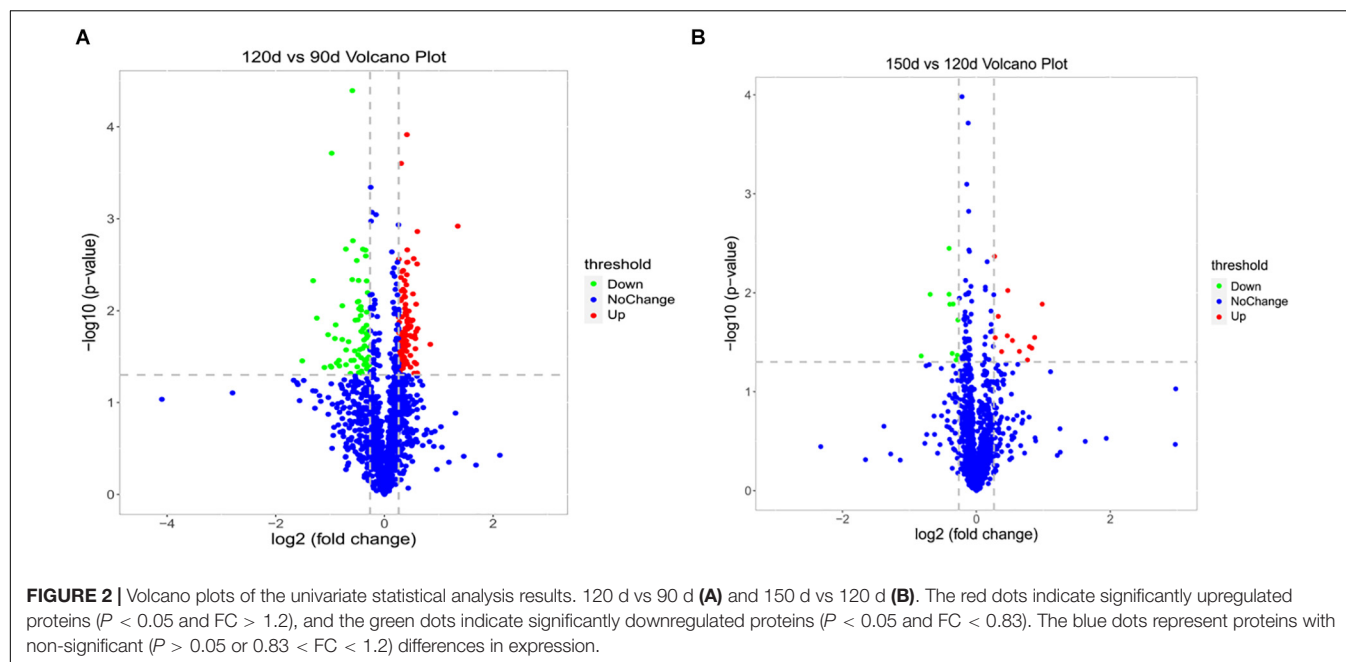 A
120d vs 90d Volcano Plot
4
3
2
1
0
−4
−2
0
2
-log10 (p-value)
log2 (fold change)
threshold
Down
NoChange
Up
B
150d vs 120d Volcano Plot
4
3
2
1
0
−2
0
2
-log10 (p-value)
log2 (fold change)
threshold
Down
NoChange
Up
FIGURE 2 | Volcano plots of the univariate statistical analysis results. 120 d vs 90 d (A) and 150 d vs 120 d (B). The red dots indicate significantly upregulated
proteins (P < 0.05 and FC > 1.2), and the green dots indicate significantly downregulated proteins (P < 0.05 and FC < 0.83). The blue dots represent proteins with
non-significant (P > 0.05 or 0.83 < FC < 1.2) differences in expression.